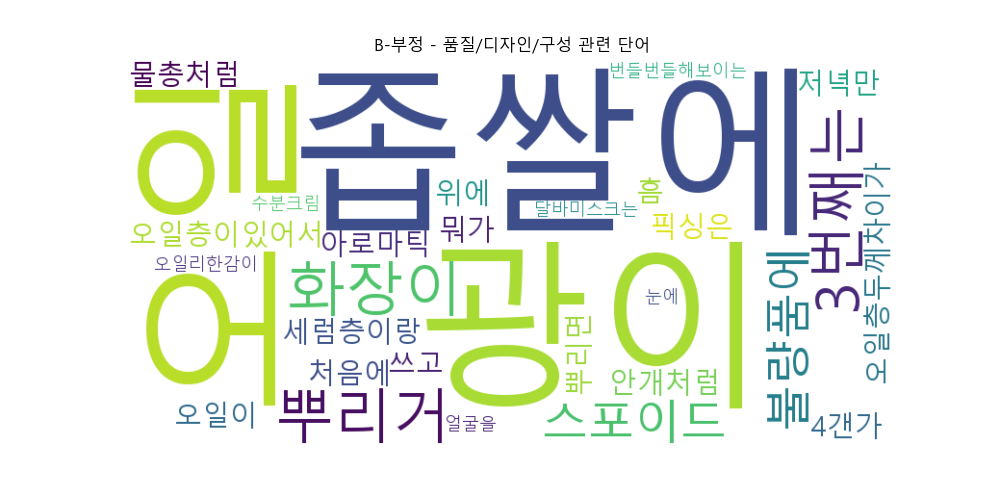 B-부정 - 품질/디자인/구성 관련 단어
물총처럼
번들번들해보이는
저녁만
오일
좁쌀에
3번째는
수분크림
위에
달바미스크는
흠
오일층이있어서
아로마틱
뭐가
픽싱은
오일층두께차이가
오일리한감이
화장이
광이
눈에
불량품에
세럼층이랑
뿌리면
처음에
쓰고
안개처럼
오일이
뿌리거
얼굴을
스포이드
4갠가